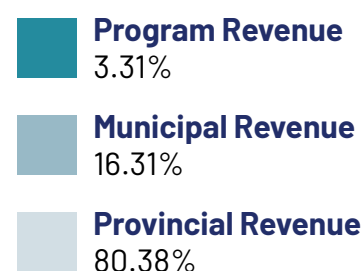 Program Revenue
3.31%
Municipal Revenue
16.31%
Provincial Revenue
80.38%